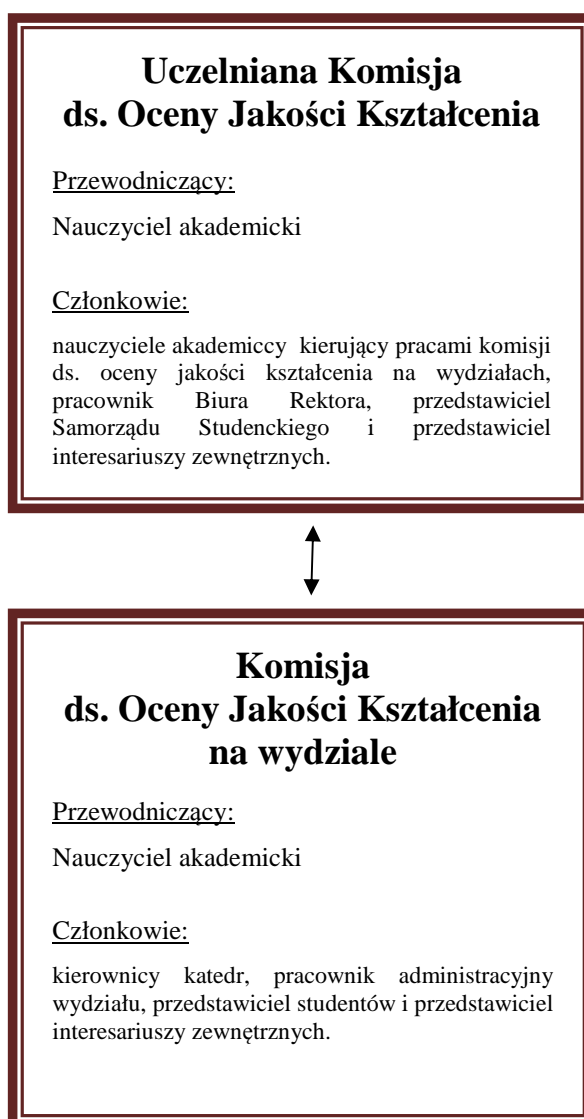 Uczelniana Komisja
ds. Oceny Jakości Kształcenia
Przewodniczący:
Nauczyciel akademicki
Członkowie:
nauczyciele akademiccy kierujący pracami komisji
ds. oceny jakości kształcenia na wydziałach,
pracownik Biura Rektora, przedstawiciel
Samorządu Studenckiego i przedstawiciel
interesariuszy zewnętrznych.
Komisja
ds. Oceny Jakości Kształcenia
na wydziale
Przewodniczący:
Nauczyciel akademicki
Członkowie:
kierownicy katedr, pracownik administracyjny
wydziału, przedstawiciel studentów i przedstawiciel
interesariuszy zewnętrznych.